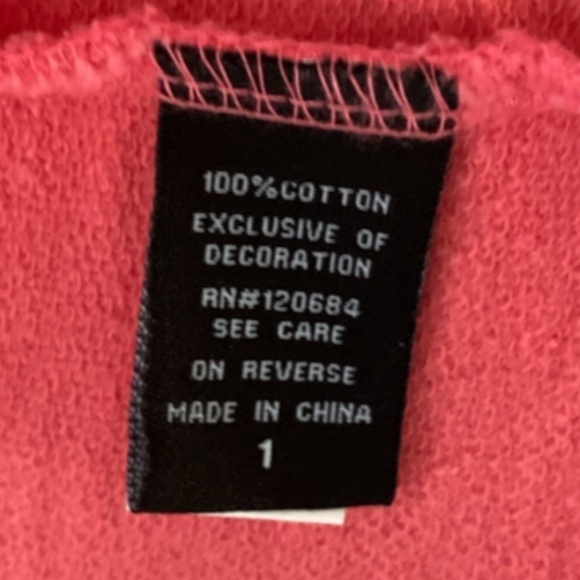 100%COTTON
EXCLUSIVE OF
DECORATION
RN#120684
SEE CARE
ON REVERSE
MADE IN CHINA
1